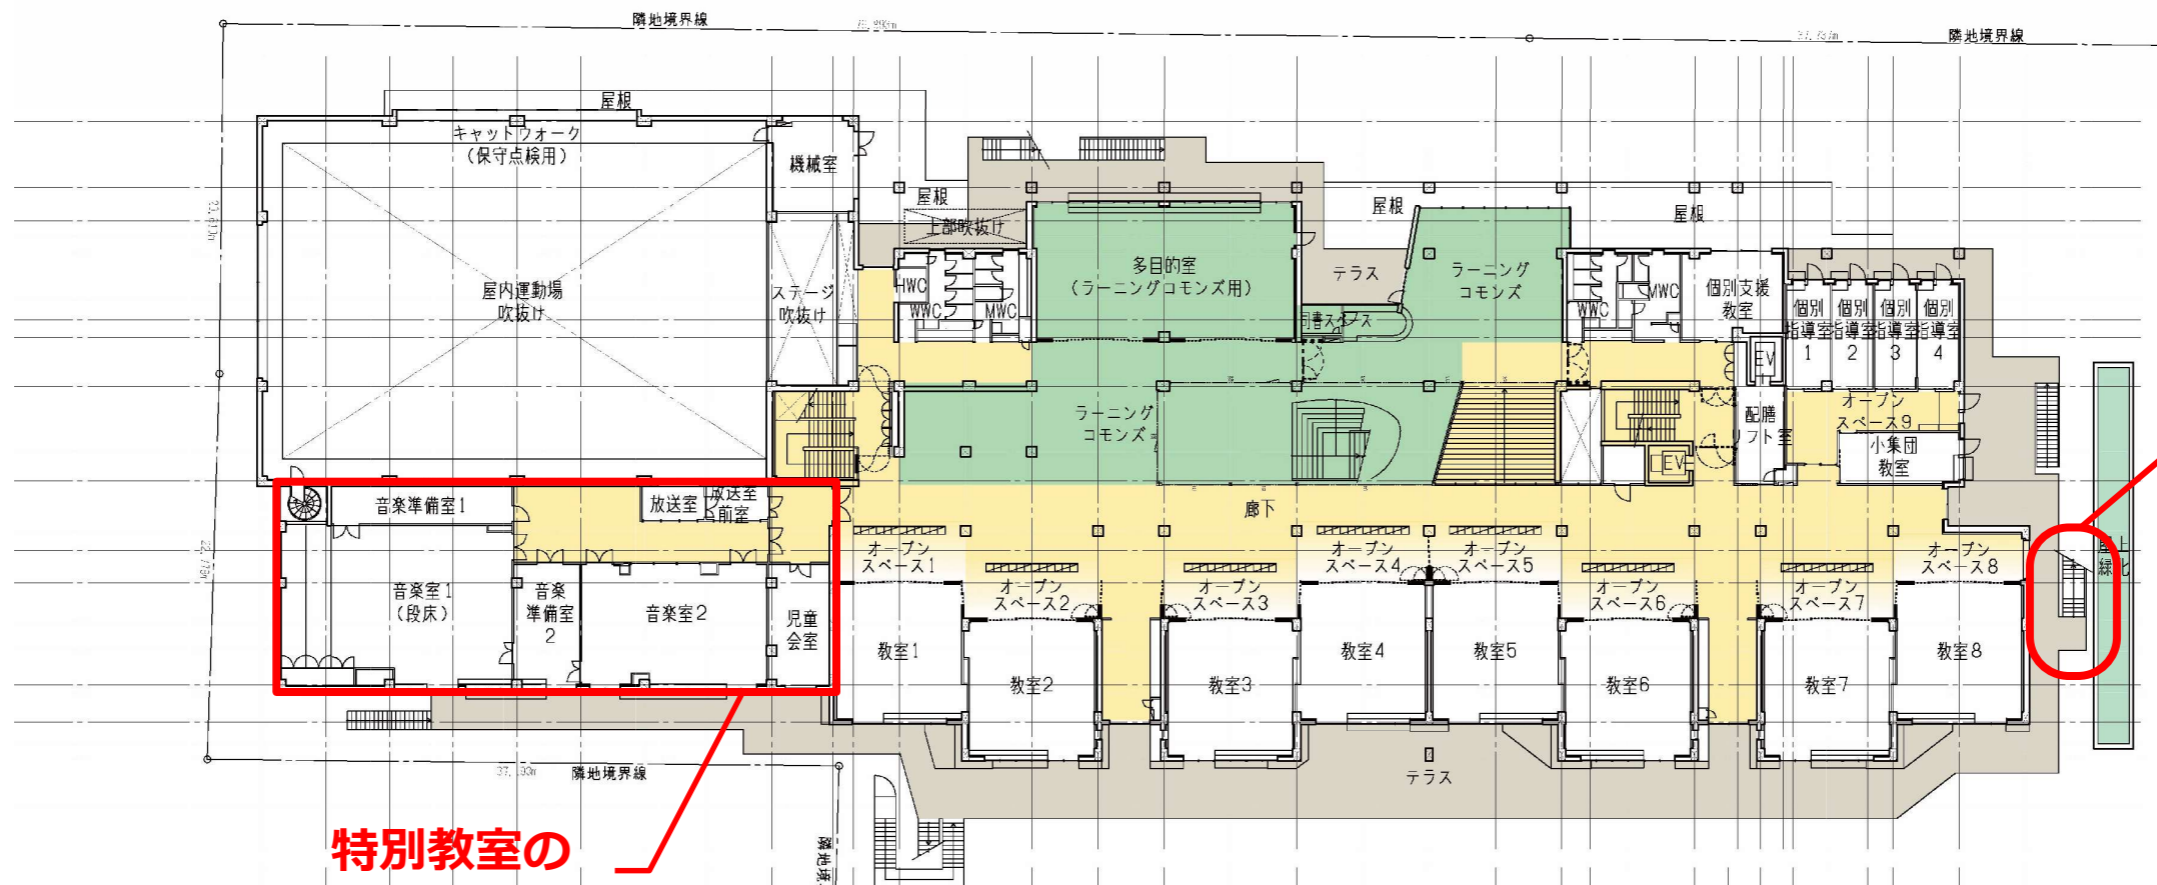 隣地境界線
隣地境界線
屋根
キャットウォーク
（保守点検用）
機械室
屋根
上部吹抜け
屋根
屋根
多目的室
（ラーニングコモンズ用）
テラス
ラーニング
コモンズ
屋内運動場
吹抜け
ステージ
吹抜け
HWC
WWC
MWC
司書スペース
WWC
MWC
個別支援
教室
個別
指導室
1
個別
指導室
2
個別
指導室
3
個別
指導室
4
EV
ラーニング
コモンズ
配膳
リフト室
オープン
スペース9
小集団
教室
EV
音楽準備室1
放送室
放送室
前室
廊下
オープン
スペース1
オープン
スペース2
オープン
スペース3
オープン
スペース4
オープン
スペース5
オープン
スペース6
オープン
スペース7
オープン
スペース8
屋上
緑化
音楽室1
（段床）
音楽
準備室
2
音楽室2
児童
会室
教室1
教室2
教室3
教室4
教室5
教室6
教室7
教室8
隣地境界線
テラス
特別教室の